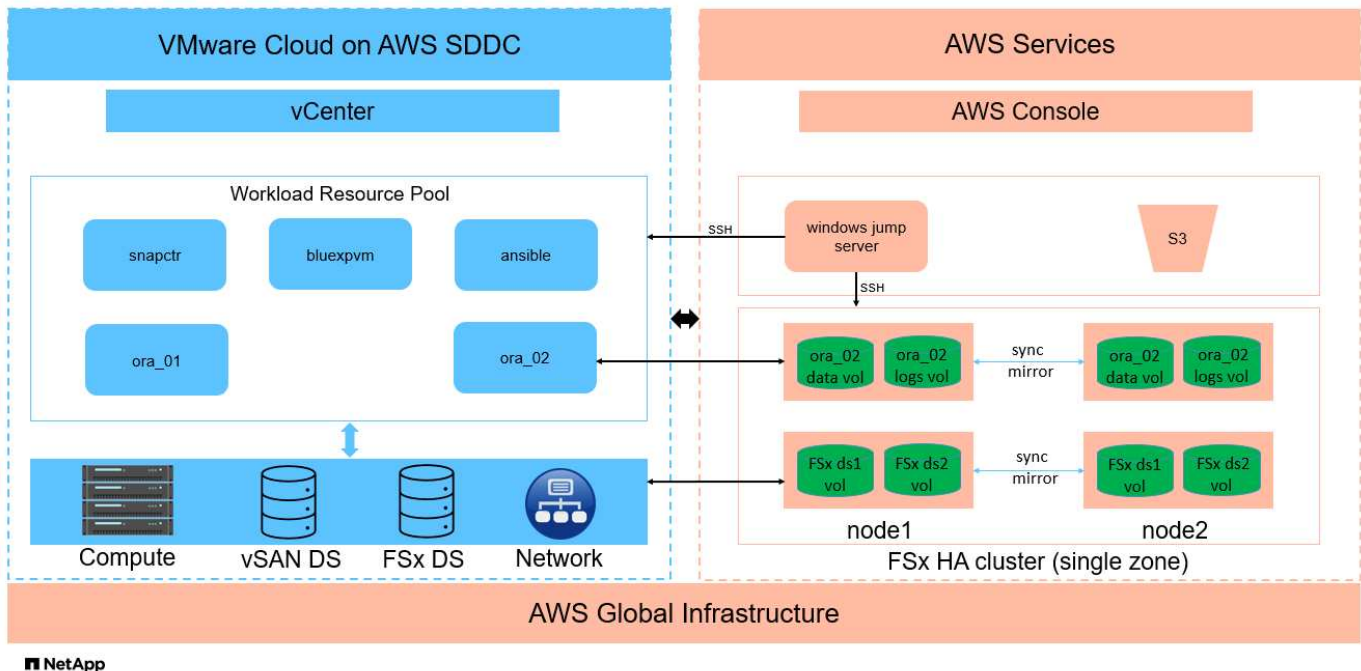 VMware Cloud on AWS SDDC
vCenter
Workload Resource Pool
snapctr
bluexpvm
ansible
ora_01
ora_02
Compute
vSAN DS
FSx DS
Network
AWS Services
AWS Console
SSH
windows jump
server
S3
SSH
ora_02
data vol
ora_02
logs vol
sync
mirror
ora_02
data vol
ora_02
logs vol
FSx ds1
vol
FSx ds2
vol
sync
mirror
FSx ds1
vol
FSx ds2
vol
node1
node2
FSx HA cluster (single zone)
AWS Global Infrastructure
NetApp